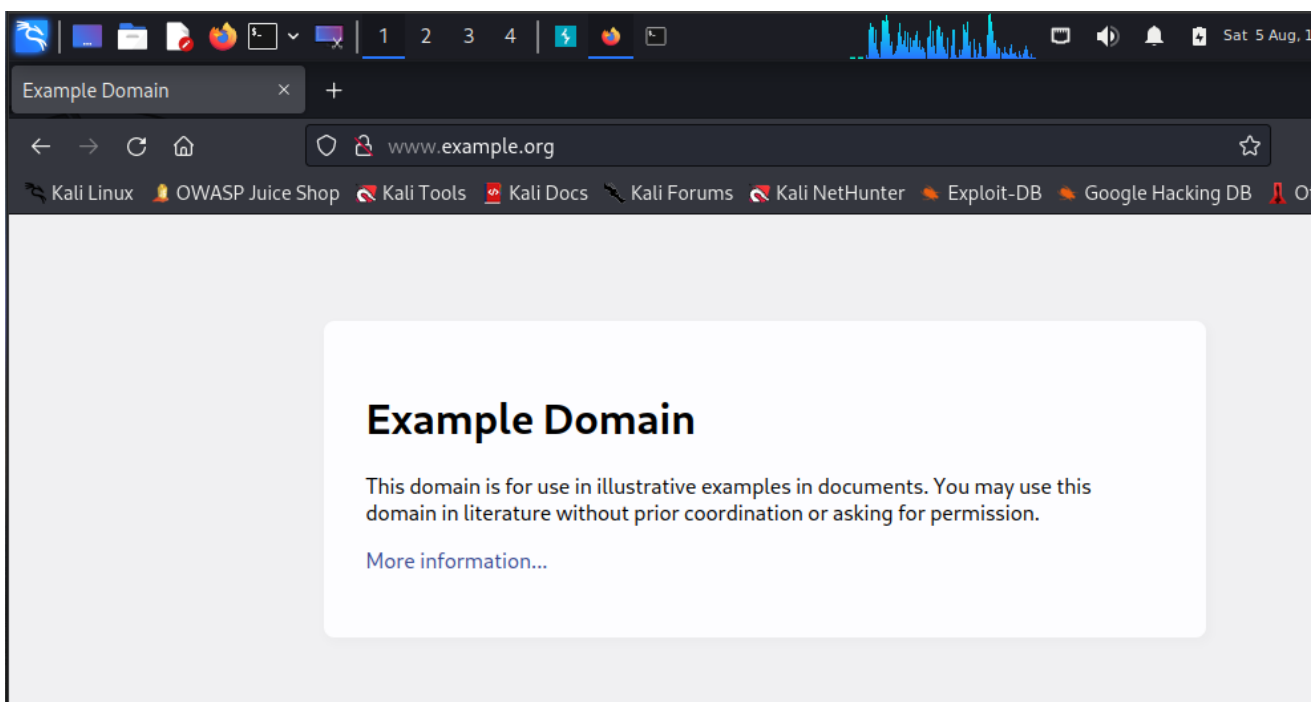 1 2 3 4 Sat 5 Aug, 1
Example Domain
www.example.org
Kali Linux OWASP Juice Shop Kali Tools Kali Docs Kali Forums Kali NetHunter Exploit-DB Google Hacking DB
Example Domain
This domain is for use in illustrative examples in documents. You may use this
domain in literature without prior coordination or asking for permission.
More information...